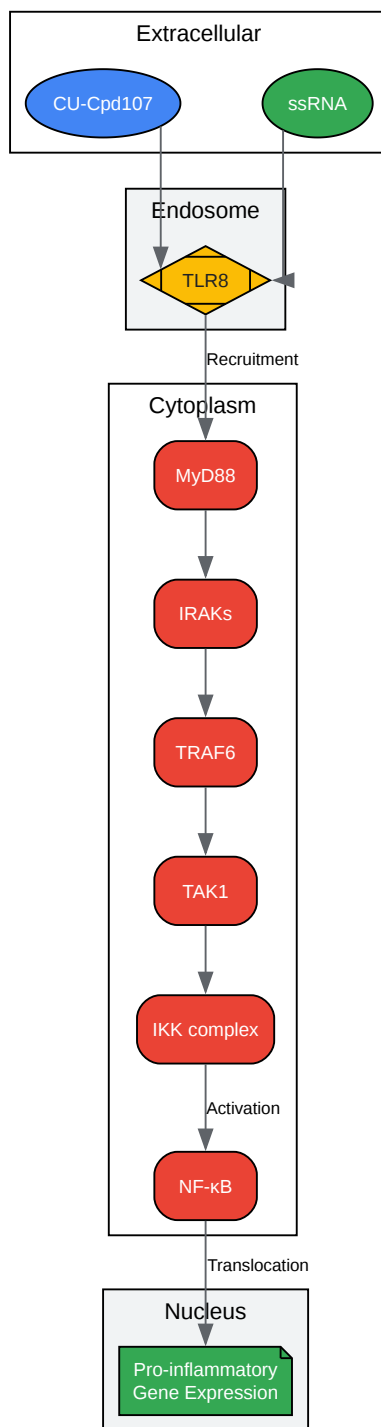 Extracellular
CU-Cpd107
ssRNA
Endosome
TLR8
Recruitment
Cytoplasm
MyD88
IRAKs
TRAF6
TAK1
IKK complex
Activation
NF-κB
Translocation
Nucleus
Pro-inflammatory
Gene Expression